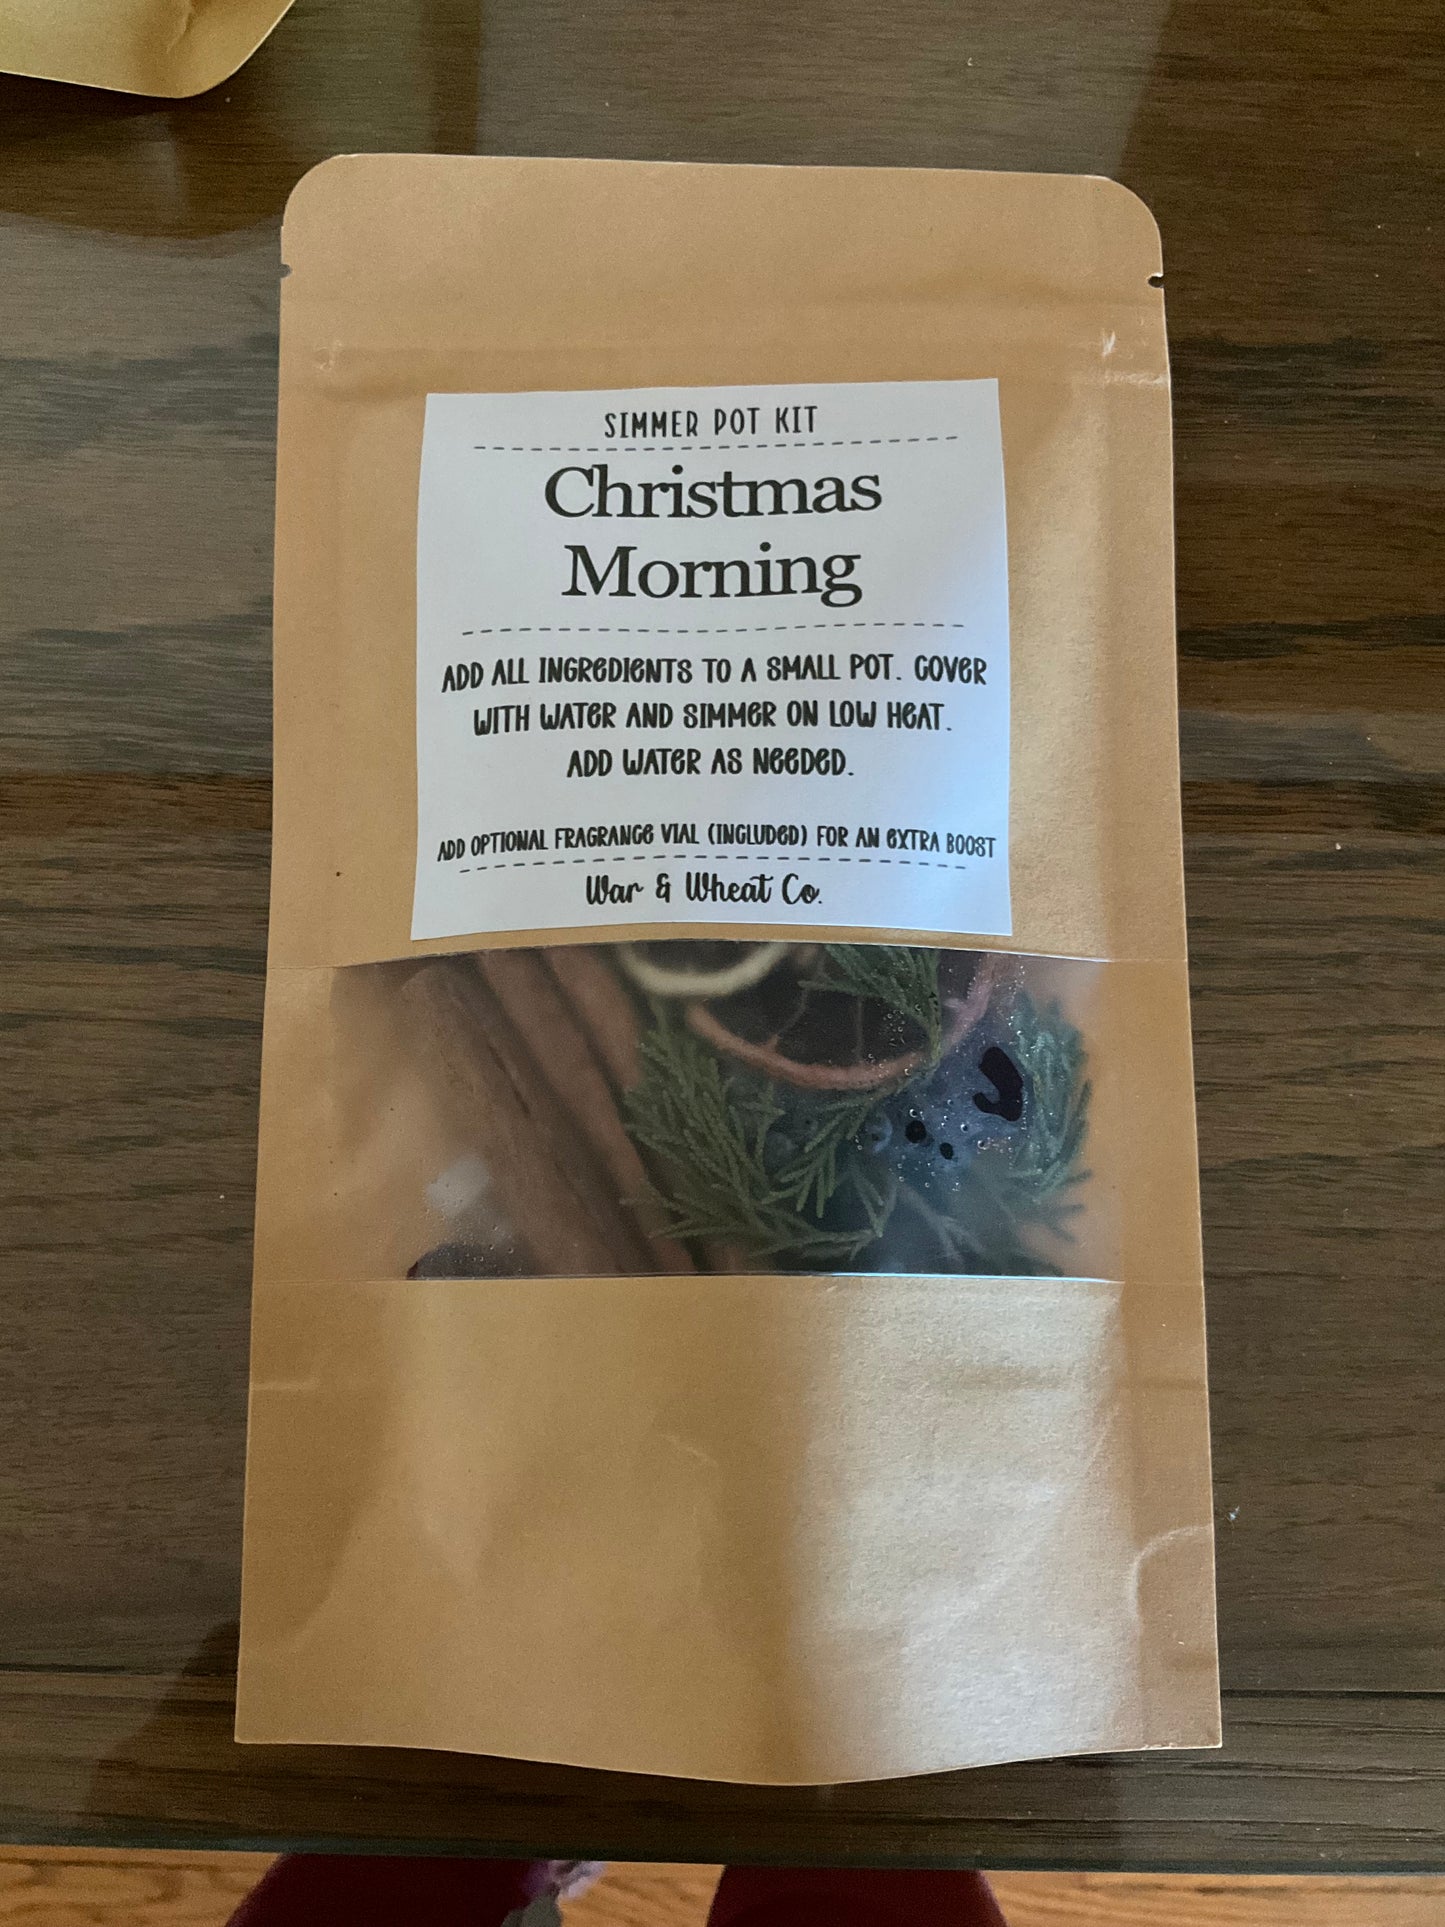 SIMMER POT KIT
Christmas
Morning
ADD ALL INGREDIENTS TO A SMALL POT. COVER
WITH WATER AND SIMMER ON LOW HEAT.
ADD WATER AS NEEDED.
ADD OPTIONAL FRAGRANCE VIAL (INCLUDED) FOR AN EXTRA BOOST
War & Wheat Co.